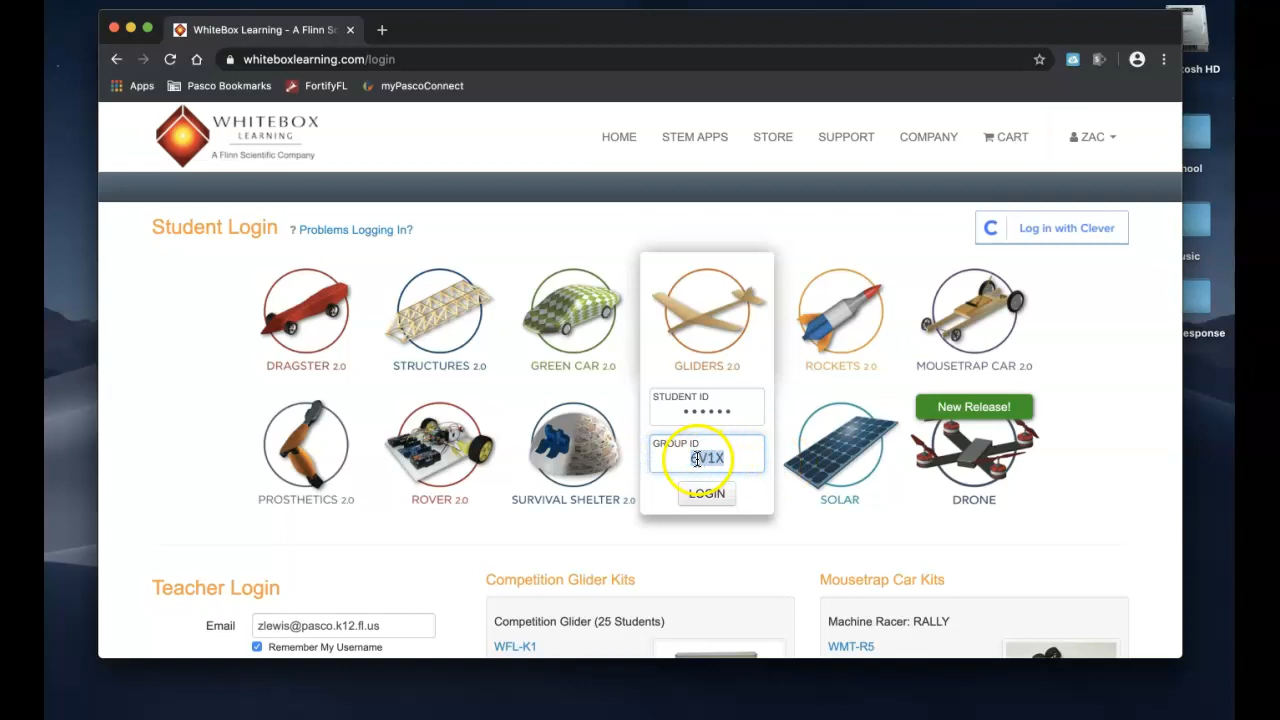 WhiteBox Learning - A Flinn Sc
whiteboxlearning.com/login
Apps
Pasco Bookmarks
FortifyFL
myPascoConnect
WHITEBOX
LEARNING
A Flinn Scientific Company
HOME
STEM APPS
STORE
SUPPORT
COMPANY
CART
ZAC
Student Login
? Problems Logging In?
C
Log in with Clever
DRAGSTER 2.0
STRUCTURES 2.0
GREEN CAR 2.0
GLIDERS 2.0
ROCKETS 2.0
MOUSETRAP CAR 2.0
STUDENT ID
••••••
GROUP ID
V1X
LOGIN
New Release!
PROSTHETICS 2.0
ROVER 2.0
SURVIVAL SHELTER 2.0
SOLAR
DRONE
Teacher Login
Email
zlewis@pasco.k12.fl.us
Remember My Username
Competition Glider Kits
Competition Glider (25 Students)
WFL-K1
Mousetrap Car Kits
Machine Racer: RALLY
WMT-R5
tosh HD
hool
usic
esponse